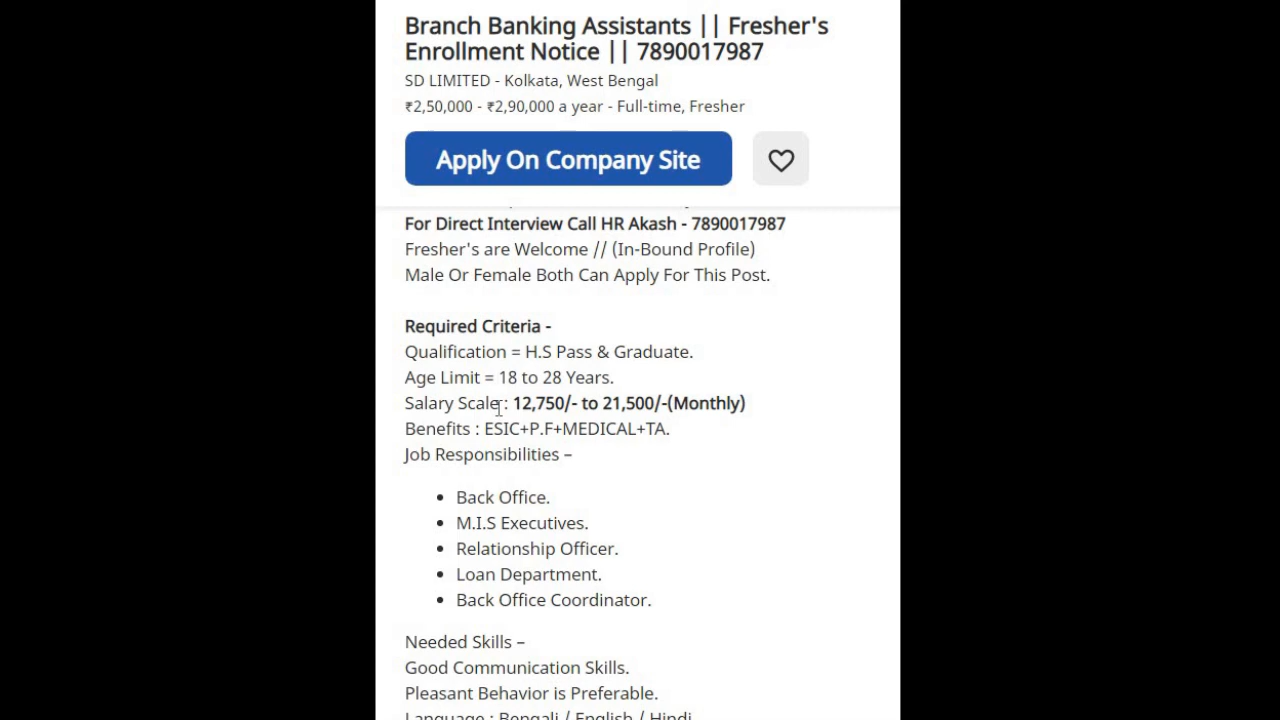 Branch Banking Assistants || Fresher's
Enrollment Notice || 7890017987
SD LIMITED - Kolkata, West Bengal
₹2,50,000 - ₹2,90,000 a year - Full-time, Fresher
Apply On Company Site
For Direct Interview Call HR Akash - 7890017987
Fresher's are Welcome // (In-Bound Profile)
Male Or Female Both Can Apply For This Post.
Required Criteria -
Qualification = H.S Pass & Graduate.
Age Limit = 18 to 28 Years.
Salary Scale : 12,750/- to 21,500/-(Monthly)
Benefits : ESIC+P.F+MEDICAL+TA.
Job Responsibilities –
• Back Office.
• M.I.S Executives.
• Relationship Officer.
• Loan Department.
• Back Office Coordinator.
Needed Skills –
Good Communication Skills.
Pleasant Behavior is Preferable.
Language : Bengali / English / Hindi